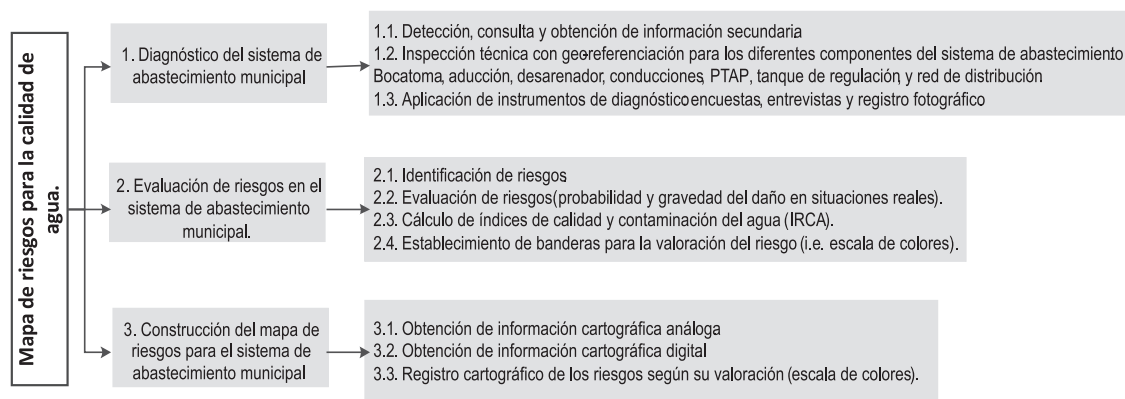 Mapa de riesgos para la calidad de
agua.
1. Diagnóstico del sistema de
abastecimiento municipal
1.1. Detección, consulta y obtención de información secundaria
1.2. Inspección técnica con geo-referenciación para los diferentes componentes del sistema de abastecimiento
Bocatoma, aducción, desarenador, conducciones, PTAP, tanque de regulación, y red de distribución
1.3. Aplicación de instrumentos de diagnóstico encuestas, entrevistas y registro fotográfico
2. Evaluación de riesgos en el
sistema de abastecimiento
municipal.
2.1. Identificación de riesgos
2.2. Evaluación de riesgos (probabilidad y gravedad del daño en situaciones reales).
2.3. Cálculo de índices de calidad y contaminación del agua (IRCA).
2.4. Establecimiento de banderas para la valoración del riesgo (i.e. escala de colores).
3. Construcción del mapa de
riesgos para el sistema de
abastecimiento municipal
3.1. Obtención de información cartográfica análoga
3.2. Obtención de información cartográfica digital
3.3. Registro cartográfico de los riesgos según su valoración (escala de colores).